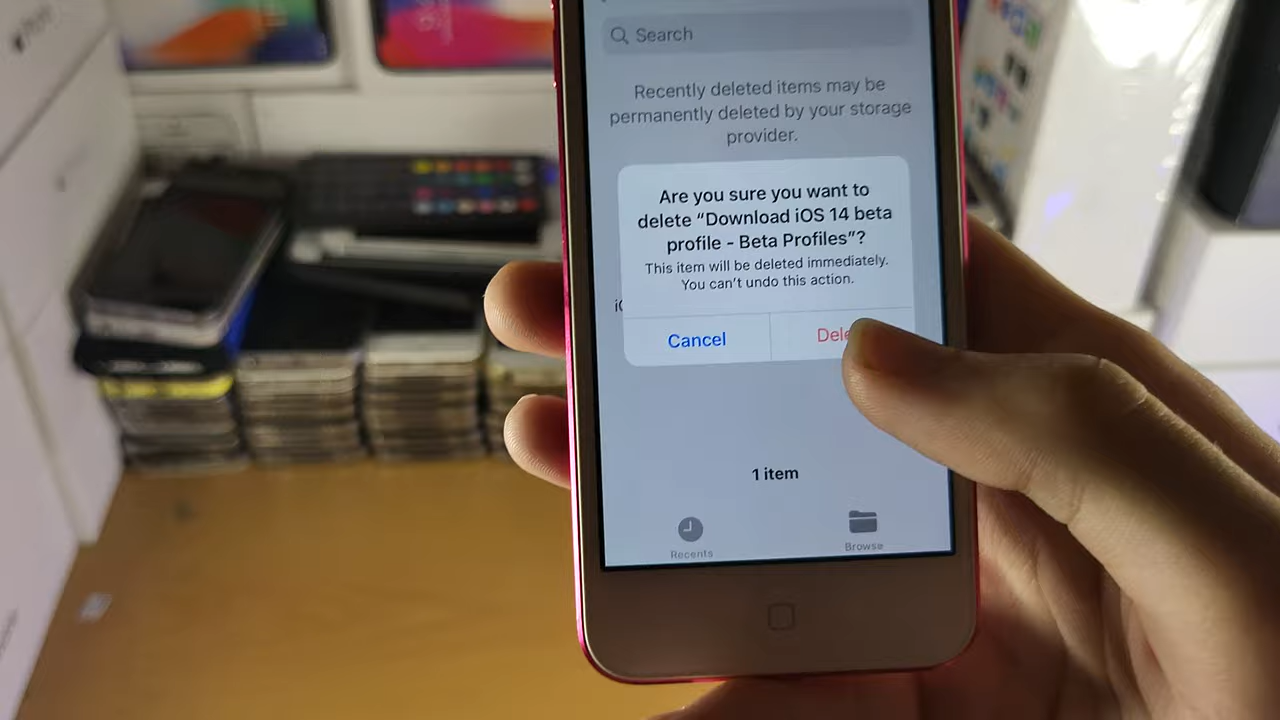 Search
Recently deleted items may be
permanently deleted by your storage
provider.
Are you sure you want to
delete “Download iOS 14 beta
profile - Beta Profiles”?
This item will be deleted immediately.
You can’t undo this action.
Cancel
1 item
Recents
Browse